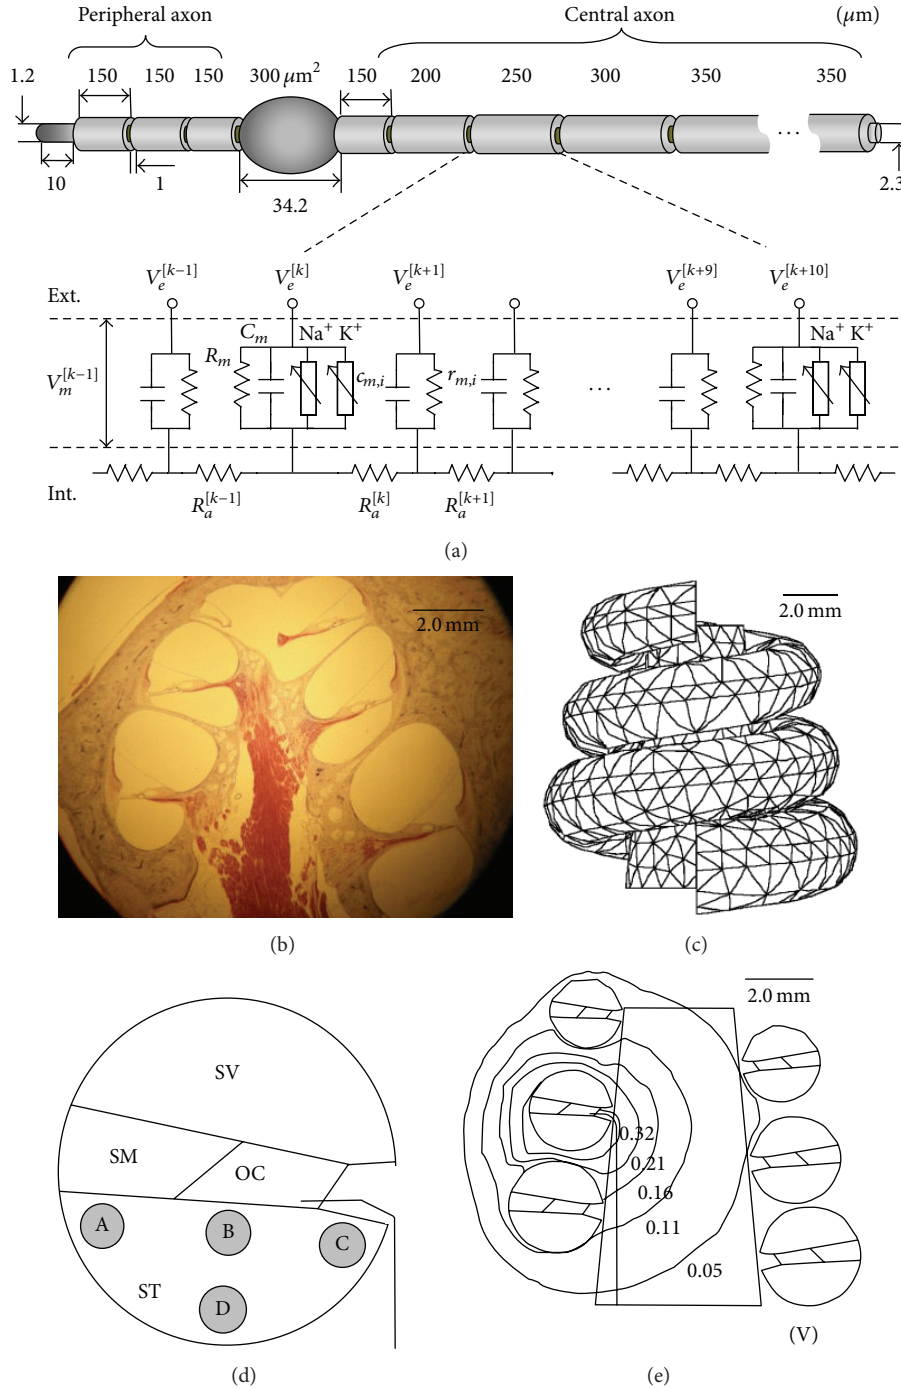 Peripheral axon Central axon (μm)
1.2 150 150 150 300 μm² 150 200 250 300 350 350
...
10 1 34.2 2.3
V_e^[k−1] V_e^[k] V_e^[k+1] V_e^[k+9] V_e^[k+10]
Ext.
C_m Na⁺ K⁺ Na⁺ K⁺
R_m
V_m^[k−1] c_m,i r_m,i ...
Int.
R_a^[k−1] R_a^[k] R_a^[k+1]
(a)
2.0 mm
2.0 mm
(b) (c)
SV
SM
OC
A B C
ST D
(d)
2.0 mm
0.32
0.21
0.16
0.11
0.05
(V)
(e)